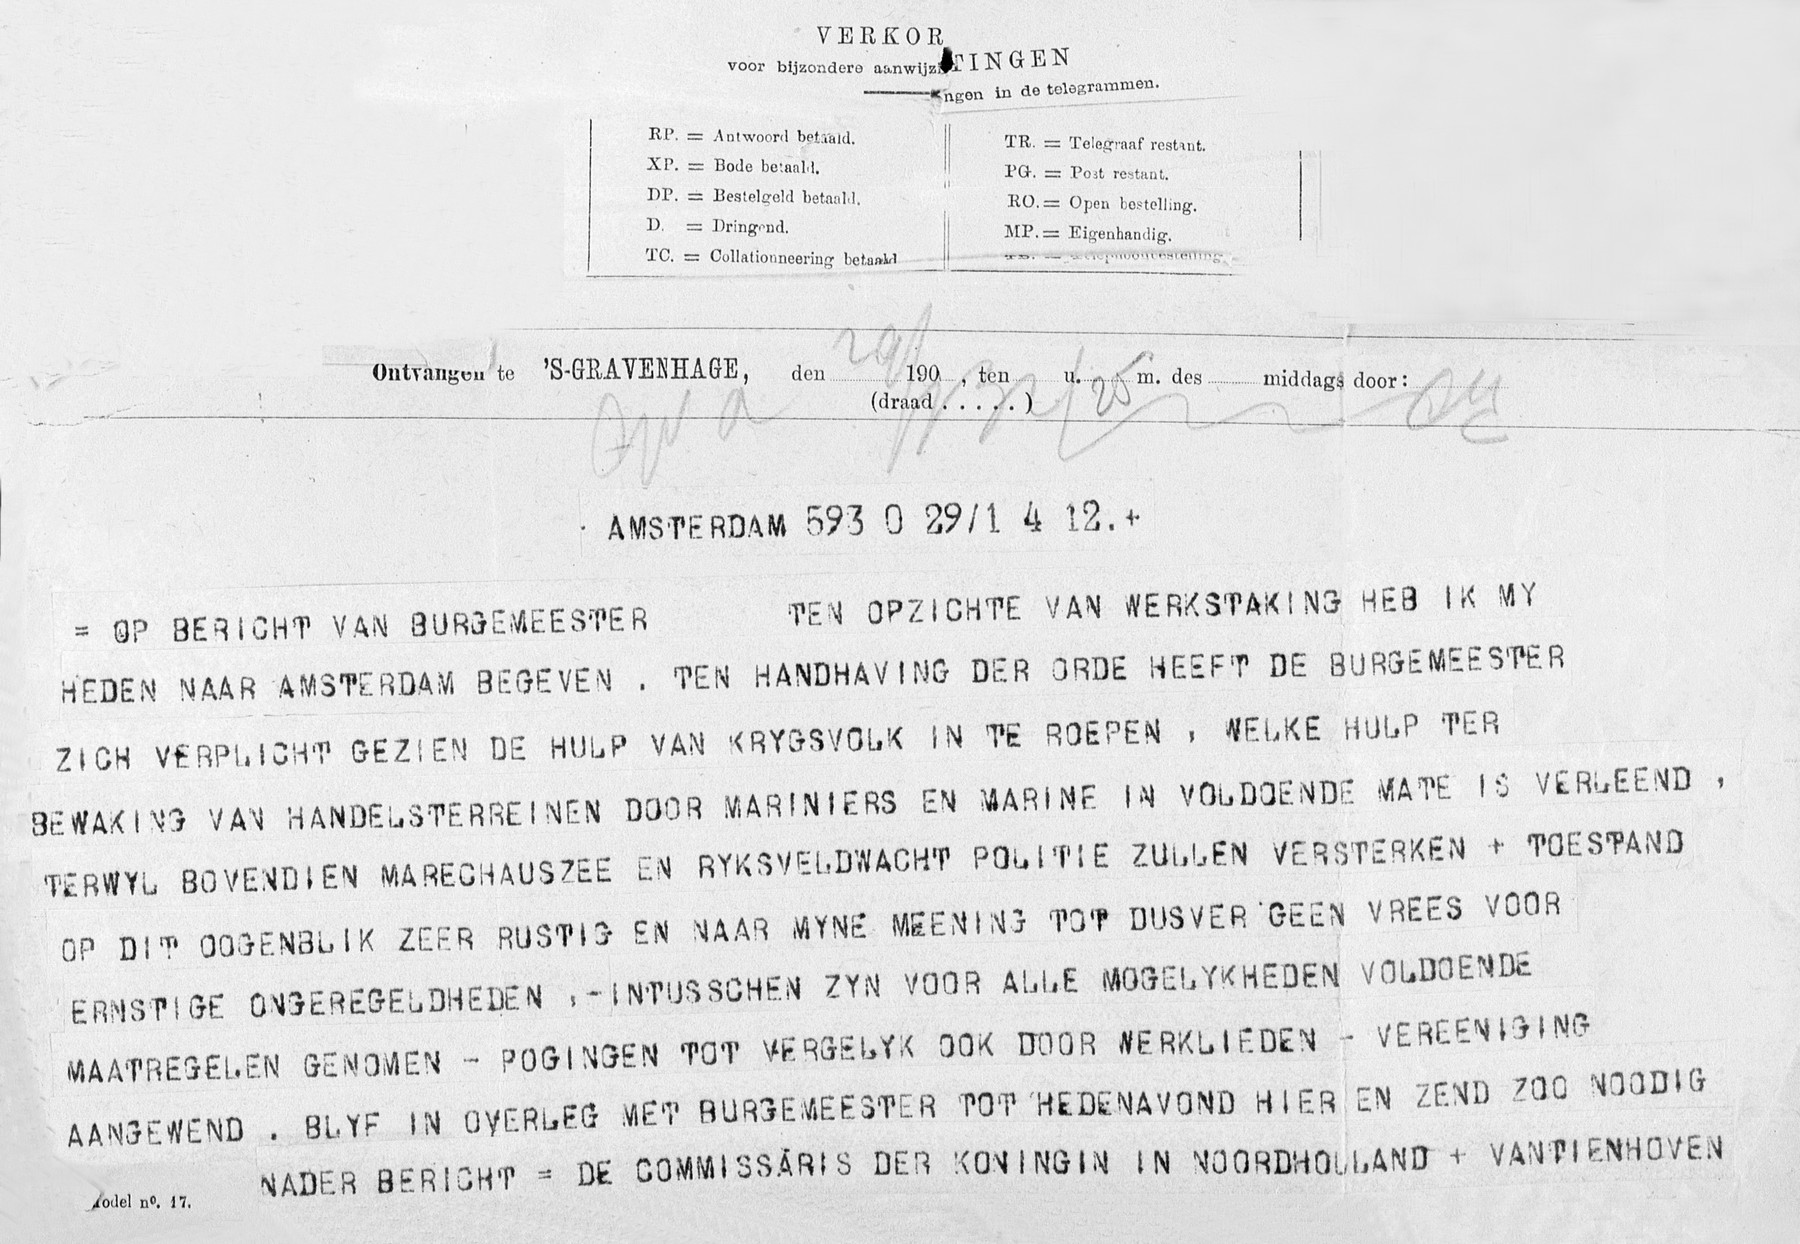 VERKORTINGEN
voor bijzondere aanwijzingen in de telegrammen.
RP. = Antwoord betaald.
XP. = Bode betaald.
DP. = Bestelgeld betaald.
D. = Dringend.
TC. = Collationneering betaald
TR. = Telegraaf restant.
PG. = Post restant.
RO. = Open bestelling.
MP. = Eigenhandig.
Ontvangen te 'S-GRAVENHAGE, den 29/1 190 , ten u. 25 m. des middags door:
(draad . . . . . )
AMSTERDAM 593 0 29/1 4 12.+
= OP BERICHT VAN BURGEMEESTER TEN OPZICHTE VAN WERKSTAKING HEB IK MY
HEDEN NAAR AMSTERDAM BEGEVEN . TEN HANDHAVING DER ORDE HEEFT DE BURGEMEESTER
ZICH VERPLICHT GEZIEN DE HULP VAN KRYGSVOLK IN TE ROEPEN , WELKE HULP TER
BEWAKING VAN HANDELSTERREINEN DOOR MARINIERS EN MARINE IN VOLDOENDE MATE IS VERLEEND ,
TERWYL BOVENDIEN MARECHAUSZEE EN RYKSVELDWACHT POLITIE ZULLEN VERSTERKEN + TOESTAND
OP DIT OOGENBLIK ZEER RUSTIG EN NAAR MYNE MEENING TOT DUSVER GEEN VREES VOOR
ERNSTIGE ONGEREGELDHEDEN ,-INTUSSCHEN ZYN VOOR ALLE MOGELYKHEDEN VOLDOENDE
MAATREGELEN GENOMEN - POGINGEN TOT VERGELYK OOK DOOR WERKLIEDEN - VEREENIGING
AANGEWEND . BLYF IN OVERLEG MET BURGEMEESTER TOT HEDENAVOND HIER EN ZEND ZOO NOODIG
NADER BERICHT = DE COMMISSARIS DER KONINGIN IN NOORDHOLLAND + VANTIENHOVEN
Model nº. 17.